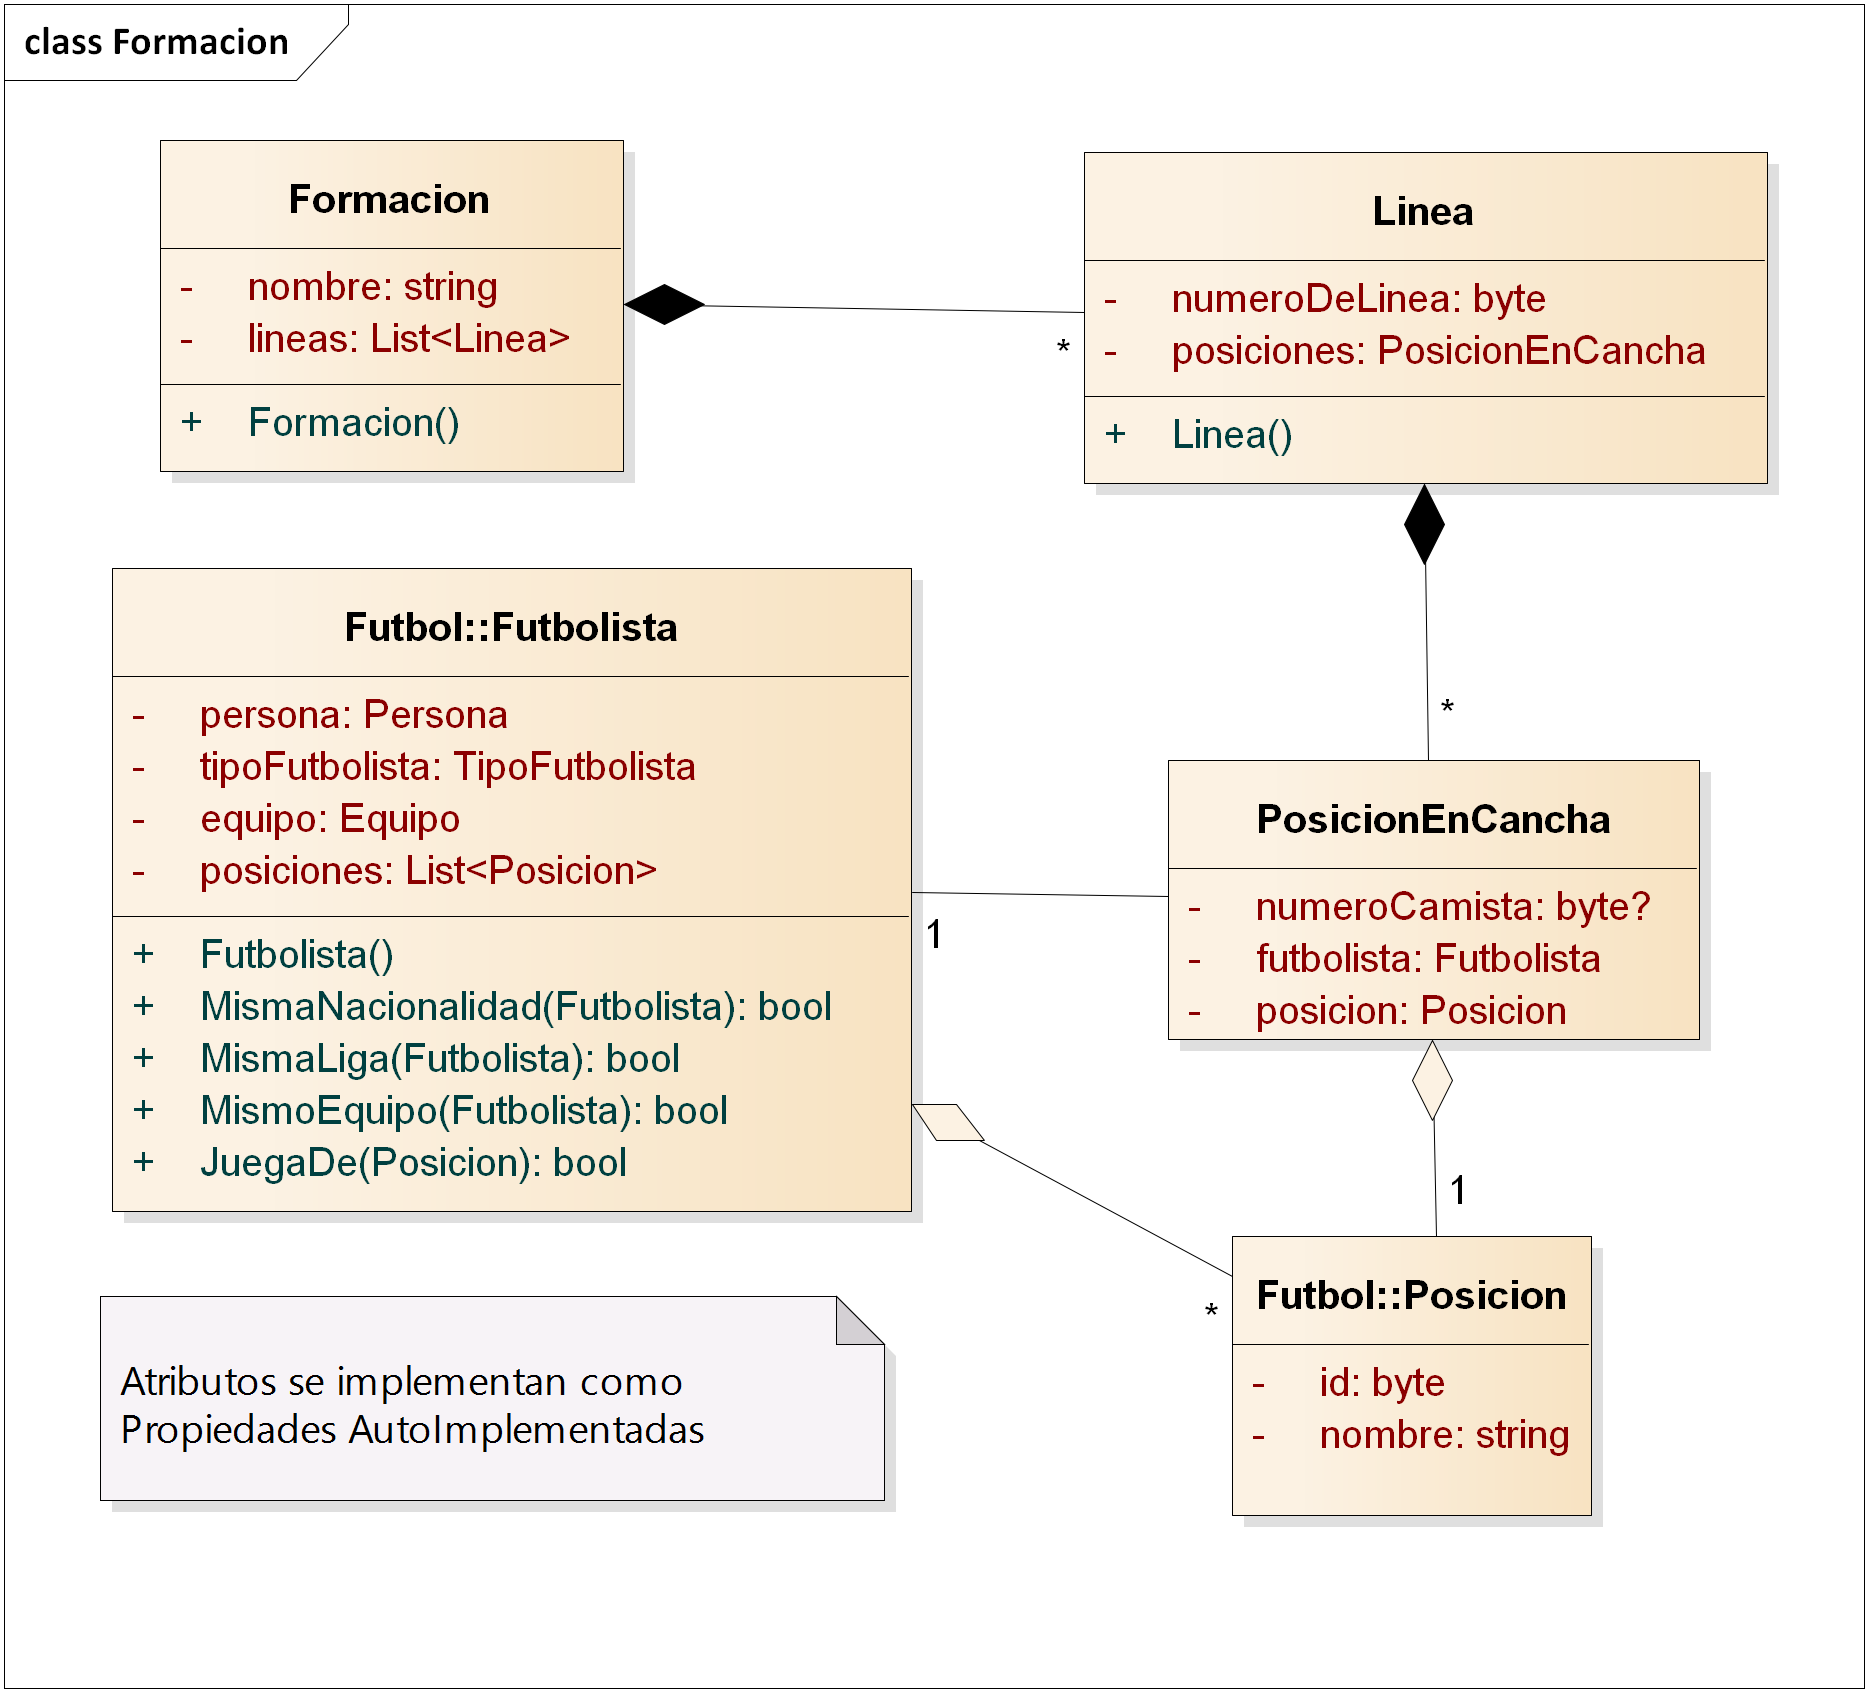 class Formacion
Formacion
- nombre: string
- lineas: List<Linea>
+ Formacion()
*
Linea
- numeroDeLinea: byte
- posiciones: PosicionEnCancha
+ Linea()
*
Futbol::Futbolista
- persona: Persona
- tipoFutbolista: TipoFutbolista
- equipo: Equipo
- posiciones: List<Posicion>
+ Futbolista()
+ MismaNacionalidad(Futbolista): bool
+ MismaLiga(Futbolista): bool
+ MismoEquipo(Futbolista): bool
+ JuegaDe(Posicion): bool
1
PosicionEnCancha
- numeroCamista: byte?
- futbolista: Futbolista
- posicion: Posicion
1
*
Futbol::Posicion
- id: byte
- nombre: string
Atributos se implementan como
Propiedades AutoImplementadas